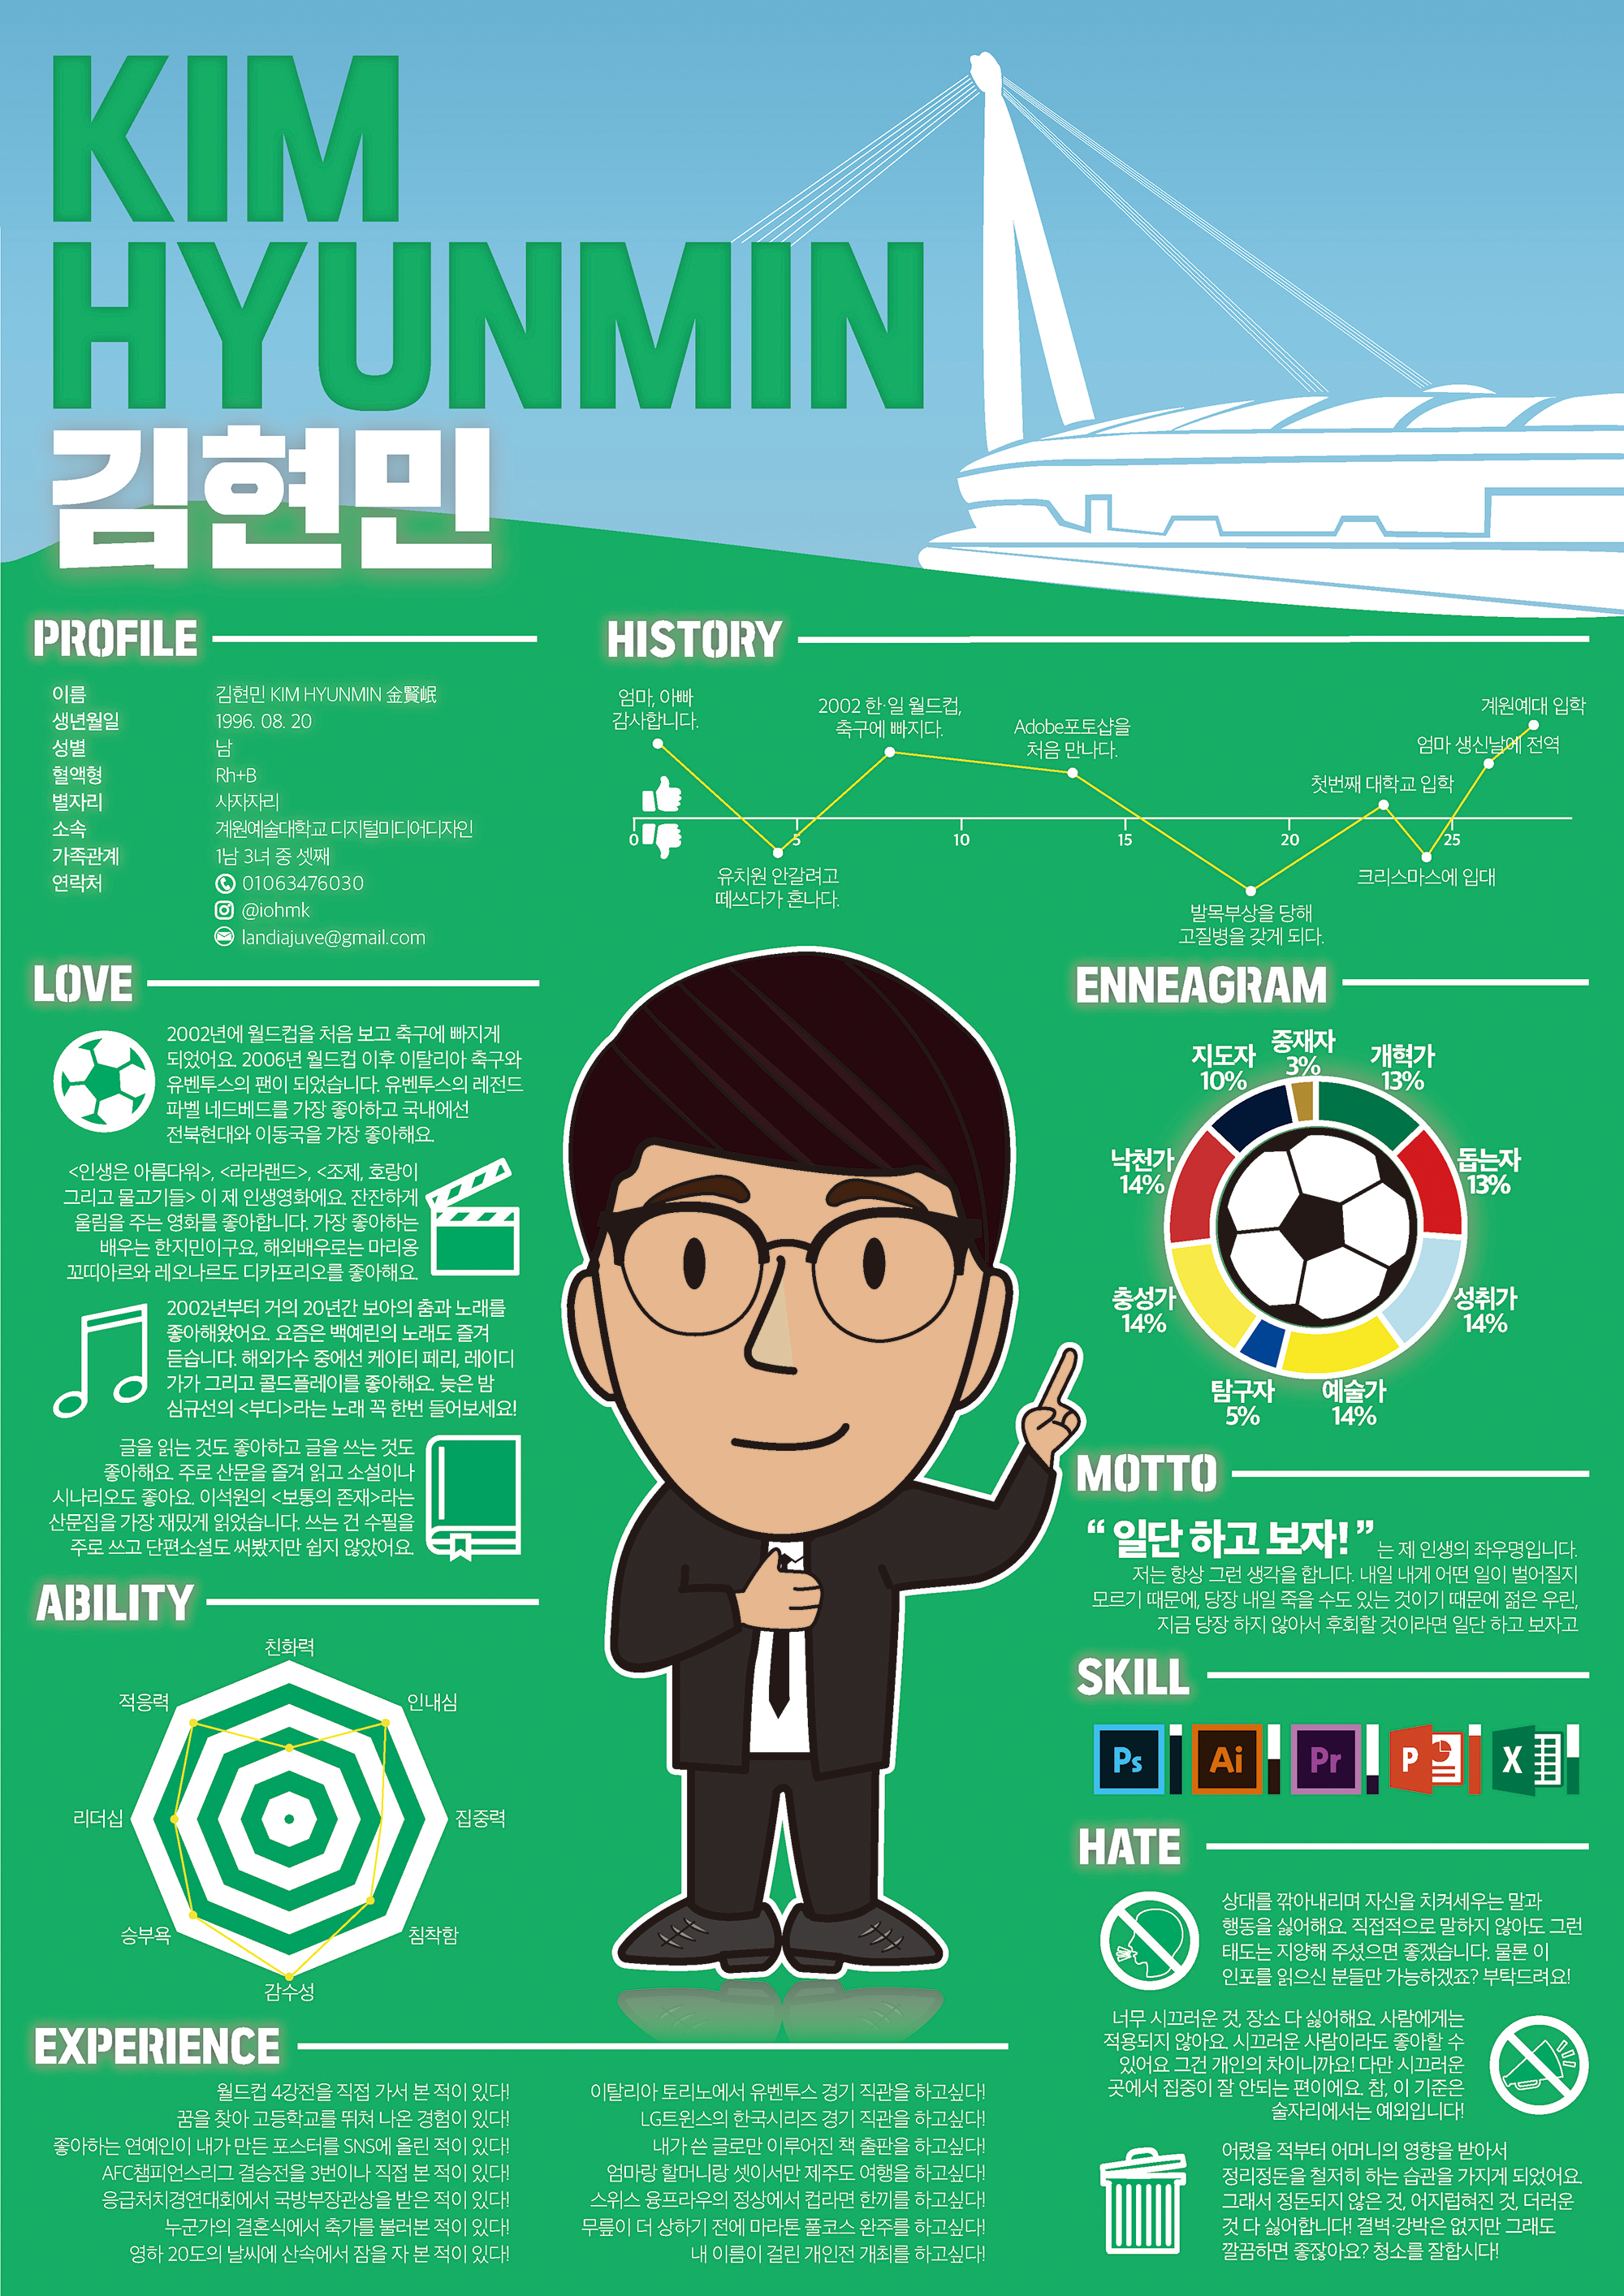 KIM
HYUNMIN
김현민
PROFILE
이름 김현민 KIM HYUNMIN 金賢岷
생년월일 1996. 08. 20
성별 남
혈액형 Rh+B
별자리 사자자리
소속 계원예술대학교 디지털미디어디자인
가족관계 1남 3녀 중 셋째
연락처 01063476030
@iohmk
landiajuve@gmail.com
HISTORY
엄마, 아빠
감사합니다.
2002 한·일 월드컵,
축구에 빠지다.
Adobe포토샵을
처음 만나다.
계원예대 입학
엄마 생신날에 전역
첫번째 대학교 입학
0 5 10 15 20 25
유치원 안갈려고
떼쓰다가 혼나다.
크리스마스에 입대
발목부상을 당해
고질병을 갖게 되다.
LOVE
2002년에 월드컵을 처음 보고 축구에 빠지게
되었어요. 2006년 월드컵 이후 이탈리아 축구와
유벤투스의 팬이 되었습니다. 유벤투스의 레전드
파벨 네드베드를 가장 좋아하고 국내에선
전북현대와 이동국을 가장 좋아해요.
<인생은 아름다워>, <라라랜드>, <조제, 호랑이
그리고 물고기들> 이 제 인생영화에요. 잔잔하게
울림을 주는 영화를 좋아합니다. 가장 좋아하는
배우는 한지민이구요, 해외배우로는 마리옹
꼬띠아르와 레오나르도 디카프리오를 좋아해요.
2002년부터 거의 20년간 보아의 춤과 노래를
좋아해왔어요. 요즘은 백예린의 노래도 즐겨
듣습니다. 해외가수 중에선 케이티 페리, 레이디
가가 그리고 콜드플레이를 좋아해요. 늦은 밤
심규선의 <부디>라는 노래 꼭 한번 들어보세요!
글을 읽는 것도 좋아하고 글을 쓰는 것도
좋아해요. 주로 산문을 즐겨 읽고 소설이나
시나리오도 좋아요. 이석원의 <보통의 존재>라는
산문집을 가장 재밌게 읽었습니다. 쓰는 건 수필을
주로 쓰고 단편소설도 써봤지만 쉽지 않았어요.
ABILITY
친화력
적응력
인내심
리더십
집중력
승부욕
침착함
감수성
ENNEAGRAM
중재자
3%
지도자
10%
개혁가
13%
낙천가
14%
돕는자
13%
충성가
14%
성취가
14%
탐구자
5%
예술가
14%
MOTTO
“ 일단 하고 보자! ” 는 제 인생의 좌우명입니다.
저는 항상 그런 생각을 합니다. 내일 내게 어떤 일이 벌어질지
모르기 때문에, 당장 내일 죽을 수도 있는 것이기 때문에 젊은 우린,
지금 당장 하지 않아서 후회할 것이라면 일단 하고 보자고
SKILL
Ps Ai Pr P X
HATE
상대를 깎아내리며 자신을 치켜세우는 말과
행동을 싫어해요. 직접적으로 말하지 않아도 그런
태도는 지양해 주셨으면 좋겠습니다. 물론 이
인포를 읽으신 분들만 가능하겠죠? 부탁드려요!
너무 시끄러운 것, 장소 다 싫어해요. 사람에게는
적용되지 않아요. 시끄러운 사람이라도 좋아할 수
있어요. 그건 개인의 차이니까요! 다만 시끄러운
곳에서 집중이 잘 안되는 편이에요. 참, 이 기준은
술자리에서는 예외입니다!
어렸을 적부터 어머니의 영향을 받아서
정리정돈을 철저히 하는 습관을 가지게 되었어요.
그래서 정돈되지 않은 것, 어지럽혀진 것, 더러운
것 다 싫어합니다! 결벽·강박은 없지만 그래도
깔끔하면 좋잖아요? 청소를 잘합시다!
EXPERIENCE
월드컵 4강전을 직접 가서 본 적이 있다!
꿈을 찾아 고등학교를 뛰쳐 나온 경험이 있다!
좋아하는 연예인이 내가 만든 포스터를 SNS에 올린 적이 있다!
AFC챔피언스리그 결승전을 3번이나 직접 본 적이 있다!
응급처치경연대회에서 국방부장관상을 받은 적이 있다!
누군가의 결혼식에서 축가를 불러본 적이 있다!
영하 20도의 날씨에 산속에서 잠을 자 본 적이 있다!
이탈리아 토리노에서 유벤투스 경기 직관을 하고싶다!
LG트윈스의 한국시리즈 경기 직관을 하고싶다!
내가 쓴 글로만 이루어진 책 출판을 하고싶다!
엄마랑 할머니랑 셋이서만 제주도 여행을 하고싶다!
스위스 융프라우의 정상에서 컵라면 한끼를 하고싶다!
무릎이 더 상하기 전에 마라톤 풀코스 완주를 하고싶다!
내 이름이 걸린 개인전 개최를 하고싶다!